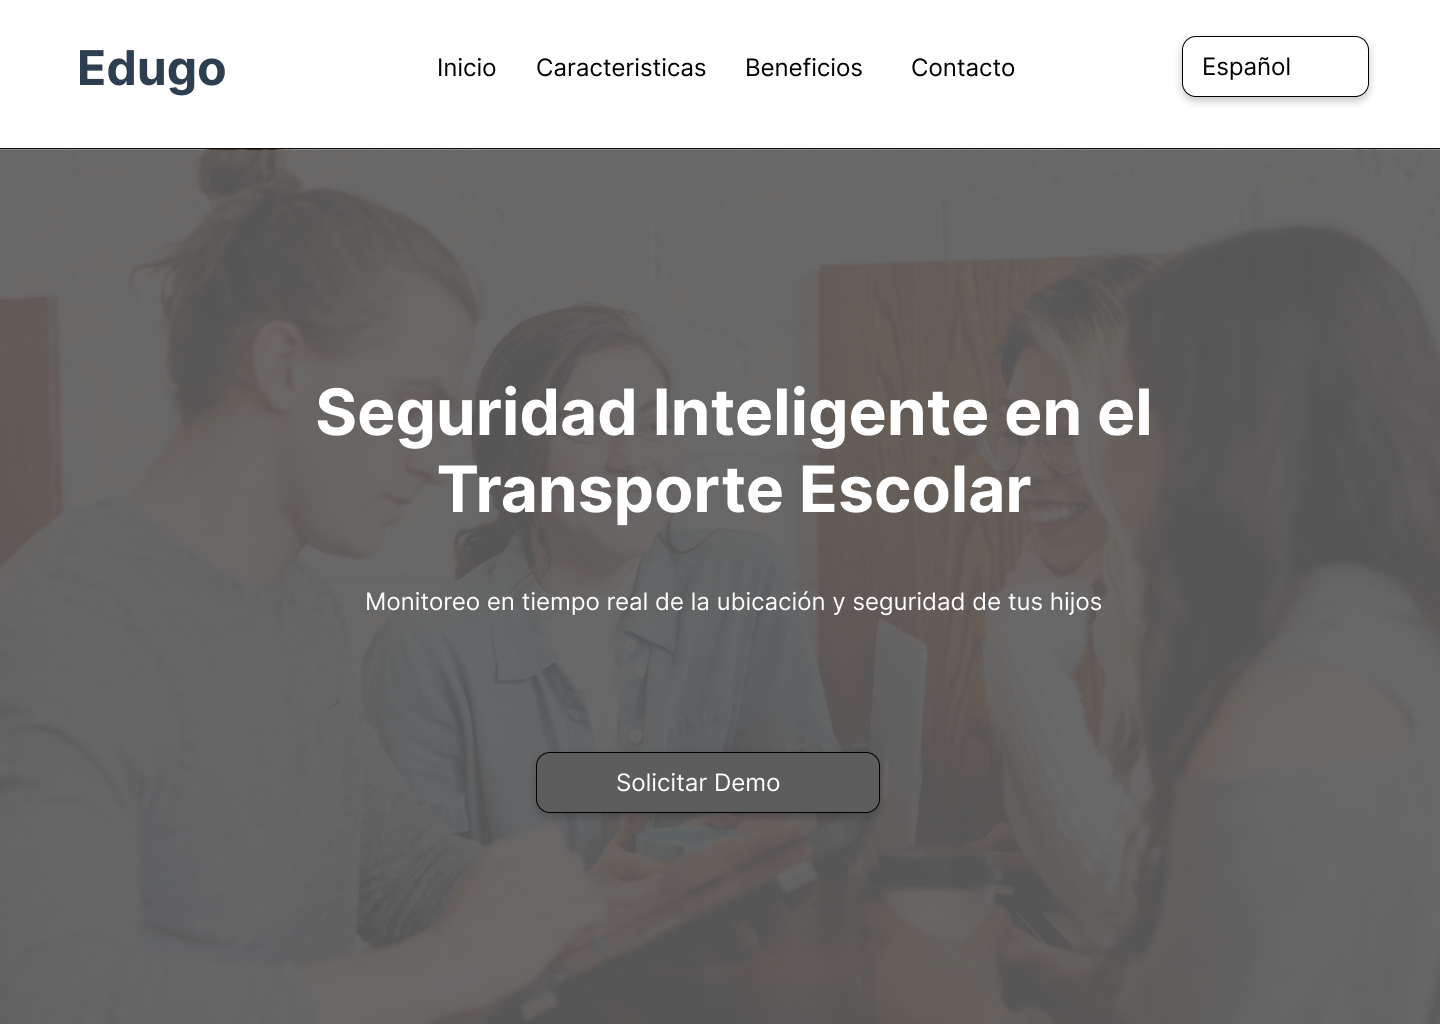 Edugo
Inicio Caracteristicas Beneficios Contacto
Español
Seguridad Inteligente en el
Transporte Escolar
Monitoreo en tiempo real de la ubicación y seguridad de tus hijos
Solicitar Demo